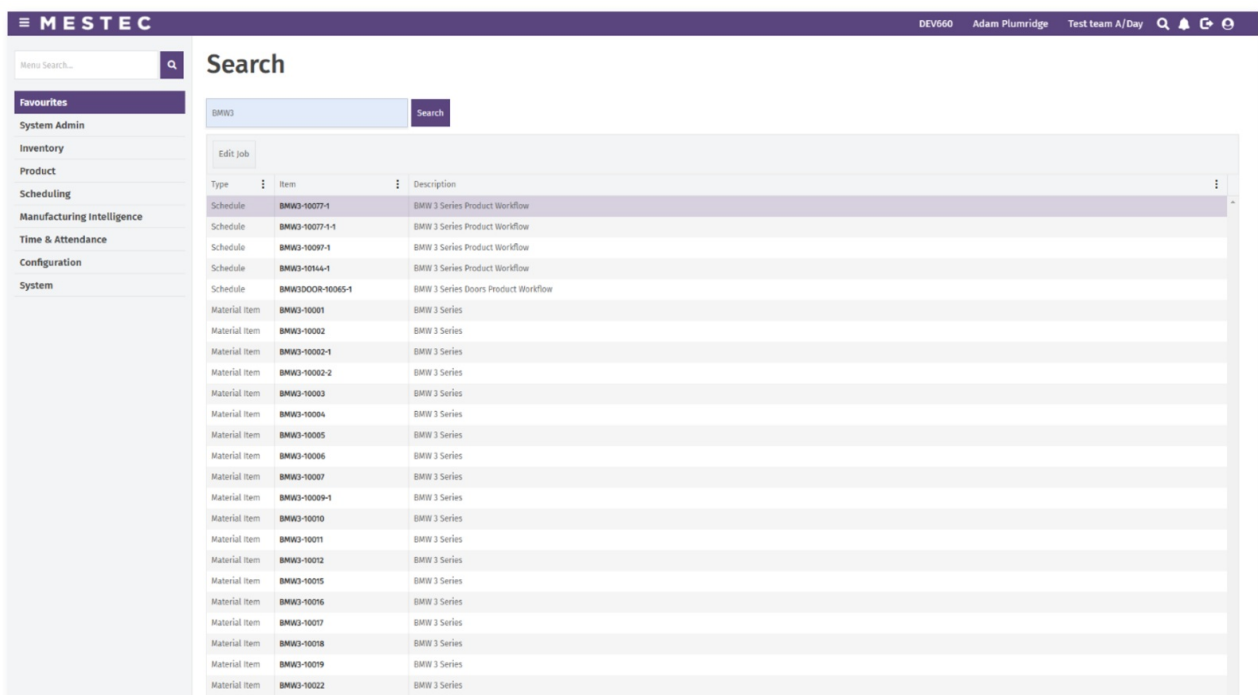 MESTEC
DEV660 Adam Plumridge Test team A/Day
Menu Search...
Favourites
System Admin
Inventory
Product
Scheduling
Manufacturing Intelligence
Time & Attendance
Configuration
System
Search
BMW3 Search
Edit Job
Type Item Description
Schedule BMW3-10077-1 BMW 3 Series Product Workflow
Schedule BMW3-10077-1-1 BMW 3 Series Product Workflow
Schedule BMW3-10097-1 BMW 3 Series Product Workflow
Schedule BMW3-10144-1 BMW 3 Series Product Workflow
Schedule BMW3DOOR-10065-1 BMW 3 Series Doors Product Workflow
Material Item BMW3-10001 BMW 3 Series
Material Item BMW3-10002 BMW 3 Series
Material Item BMW3-10002-1 BMW 3 Series
Material Item BMW3-10002-2 BMW 3 Series
Material Item BMW3-10003 BMW 3 Series
Material Item BMW3-10004 BMW 3 Series
Material Item BMW3-10005 BMW 3 Series
Material Item BMW3-10006 BMW 3 Series
Material Item BMW3-10007 BMW 3 Series
Material Item BMW3-10009-1 BMW 3 Series
Material Item BMW3-10010 BMW 3 Series
Material Item BMW3-10011 BMW 3 Series
Material Item BMW3-10012 BMW 3 Series
Material Item BMW3-10015 BMW 3 Series
Material Item BMW3-10016 BMW 3 Series
Material Item BMW3-10017 BMW 3 Series
Material Item BMW3-10018 BMW 3 Series
Material Item BMW3-10019 BMW 3 Series
Material Item BMW3-10022 BMW 3 Series